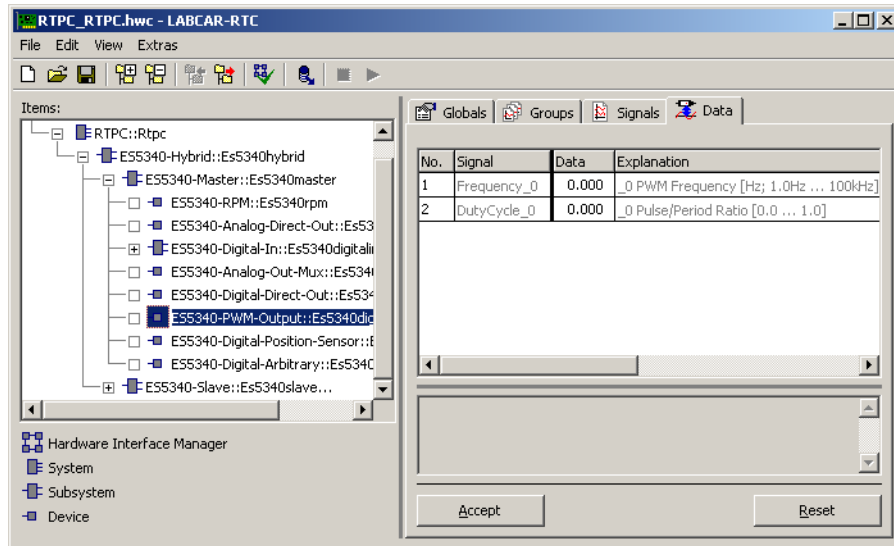 RTPC_RTPC.hwc - LABCAR-RTC
File Edit View Extras
Items:
RTPC::Rtpc
ES5340-Hybrid::Es5340hybrid
ES5340-Master::Es5340master
ES5340-RPM::Es5340rpm
ES5340-Analog-Direct-Out::Es53
ES5340-Digital-In::Es5340digitali
ES5340-Analog-Out-Mux::Es534
ES5340-Digital-Direct-Out::Es534
ES5340-PWM-Output::Es5340dig
ES5340-Digital-Position-Sensor::E
ES5340-Digital-Arbitrary::Es5340
ES5340-Slave::Es5340slave...
Hardware Interface Manager
System
Subsystem
Device
Globals Groups Signals Data
No. Signal Data Explanation
1 Frequency_0 0.000 _0 PWM Frequency [Hz; 1.0Hz ... 100kHz]
2 DutyCycle_0 0.000 _0 Pulse/Period Ratio [0.0 ... 1.0]
Accept Reset